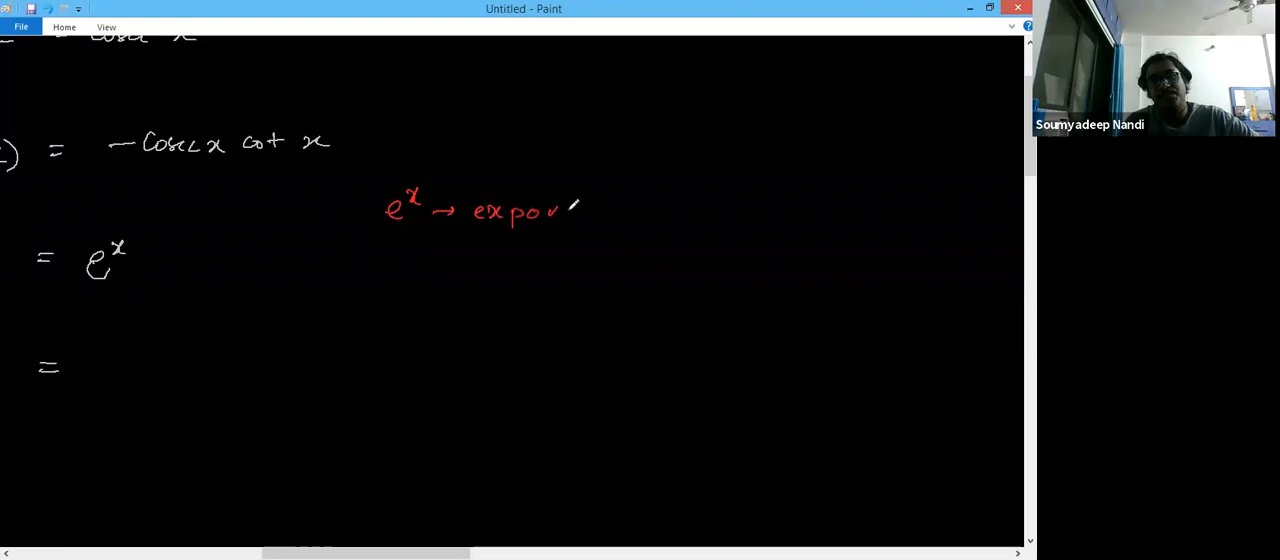 Untitled - Paint
File Home View
) = - Cosec x cot x
e^x → expon
= e^x
=
Soumyadeep Nandi